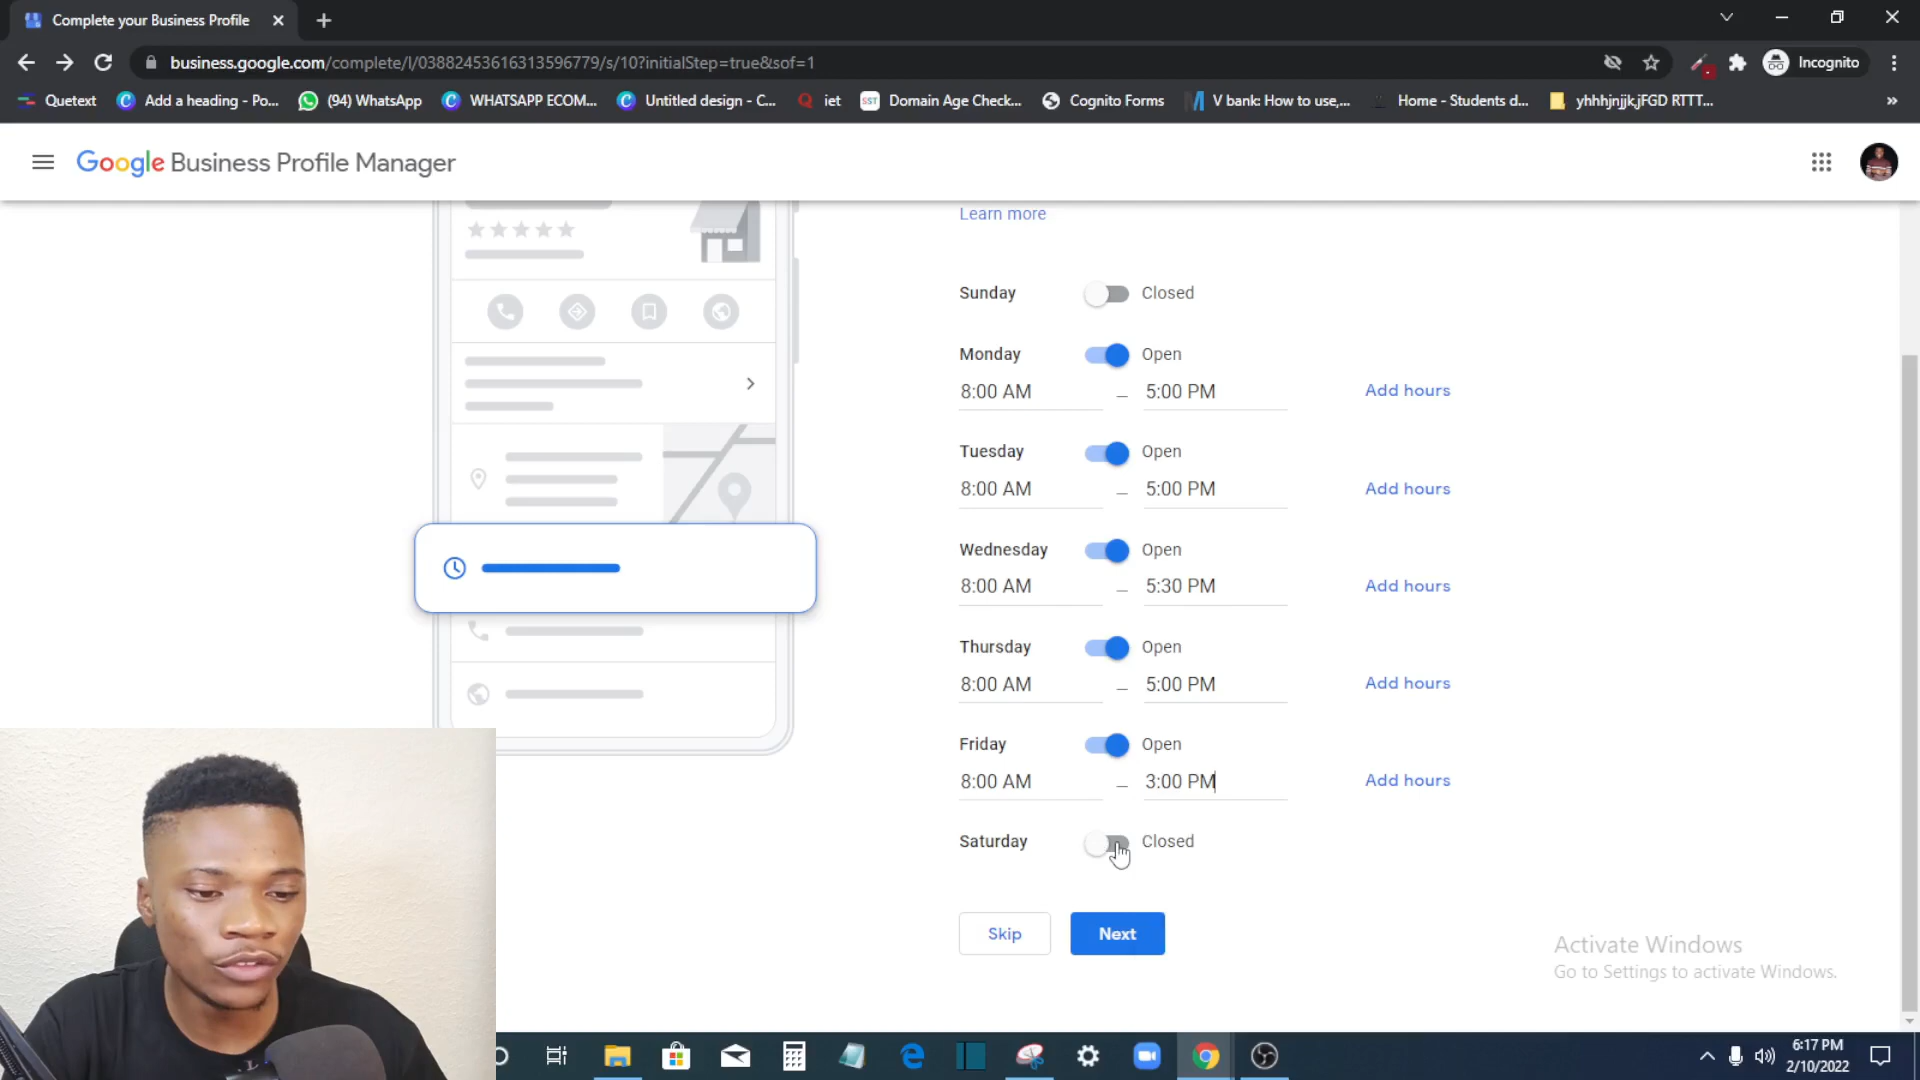 Complete your Business Profile
business.google.com/complete/l/03882453616313596779/s/10?initialStep=true&sof=1
Incognito
Quetext
Add a heading - Po...
(94) WhatsApp
WHATSAPP ECOM...
Untitled design - C...
iet
SST
Domain Age Check...
Cognito Forms
V bank: How to use,...
Home - Students d...
yhhhjnjjk,jFGD RTTT...
Google Business Profile Manager
Learn more
Sunday Closed
Monday Open
8:00 AM – 5:00 PM Add hours
Tuesday Open
8:00 AM – 5:00 PM Add hours
Wednesday Open
8:00 AM – 5:30 PM Add hours
Thursday Open
8:00 AM – 5:00 PM Add hours
Friday Open
8:00 AM – 3:00 PM Add hours
Saturday Closed
Skip Next
Activate Windows
Go to Settings to activate Windows.
6:17 PM
2/10/2022